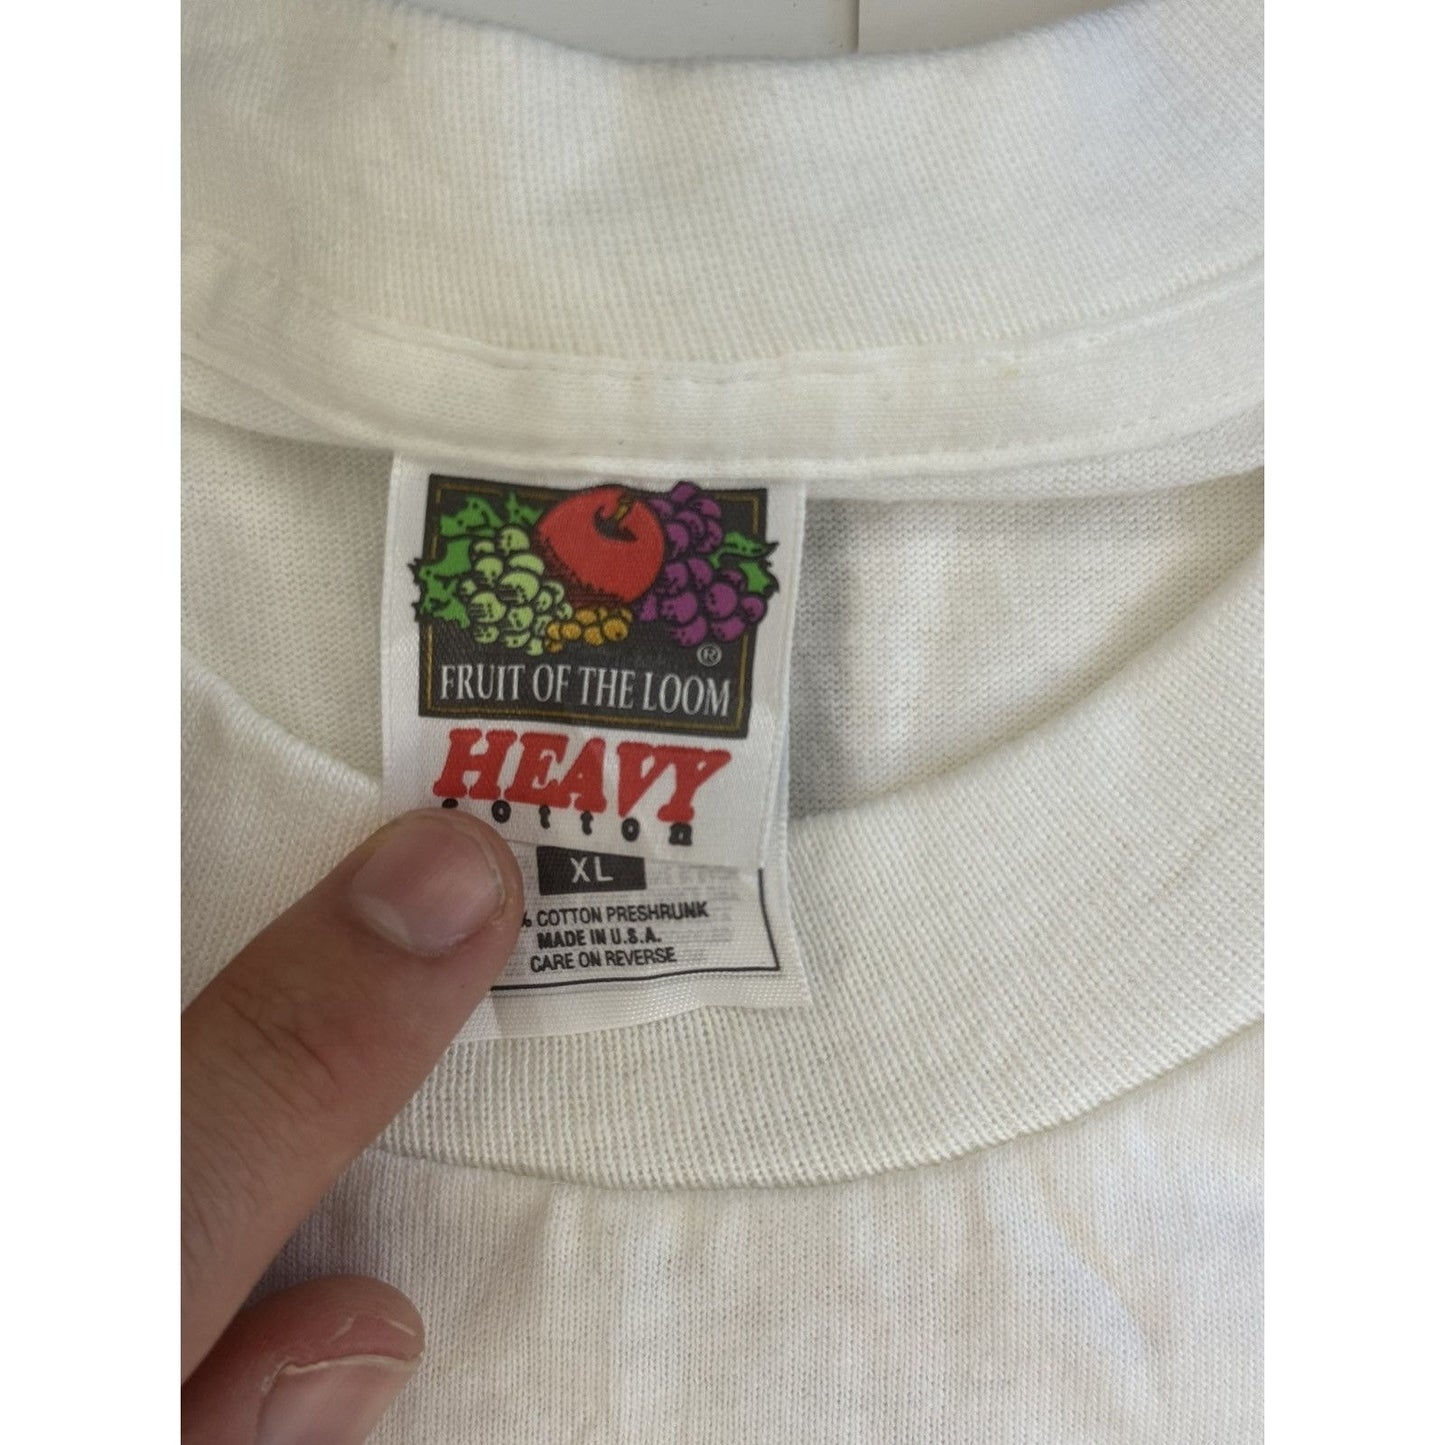 ®
FRUIT OF THE LOOM
HEAVY
cotton
XL
% COTTON PRESHRUNK
MADE IN U.S.A.
CARE ON REVERSE